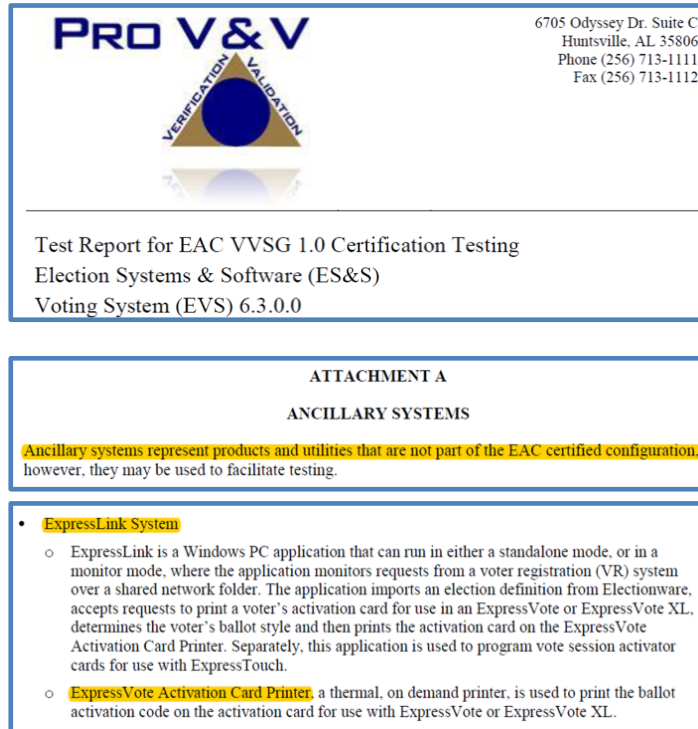 PRO V&V
VERIFICATION
VALIDATION
6705 Odyssey Dr. Suite C
Huntsville, AL 35806
Phone (256) 713-1111
Fax (256) 713-1112
Test Report for EAC VVSG 1.0 Certification Testing
Election Systems & Software (ES&S)
Voting System (EVS) 6.3.0.0
ATTACHMENT A
ANCILLARY SYSTEMS
Ancillary systems represent products and utilities that are not part of the EAC certified configuration,
however, they may be used to facilitate testing.
• ExpressLink System
o ExpressLink is a Windows PC application that can run in either a standalone mode, or in a
monitor mode, where the application monitors requests from a voter registration (VR) system
over a shared network folder. The application imports an election definition from Electionware,
accepts requests to print a voter's activation card for use in an ExpressVote or ExpressVote XL,
determines the voter's ballot style and then prints the activation card on the ExpressVote
Activation Card Printer. Separately, this application is used to program vote session activator
cards for use with ExpressTouch.
o ExpressVote Activation Card Printer, a thermal, on demand printer, is used to print the ballot
activation code on the activation card for use with ExpressVote or ExpressVote XL.